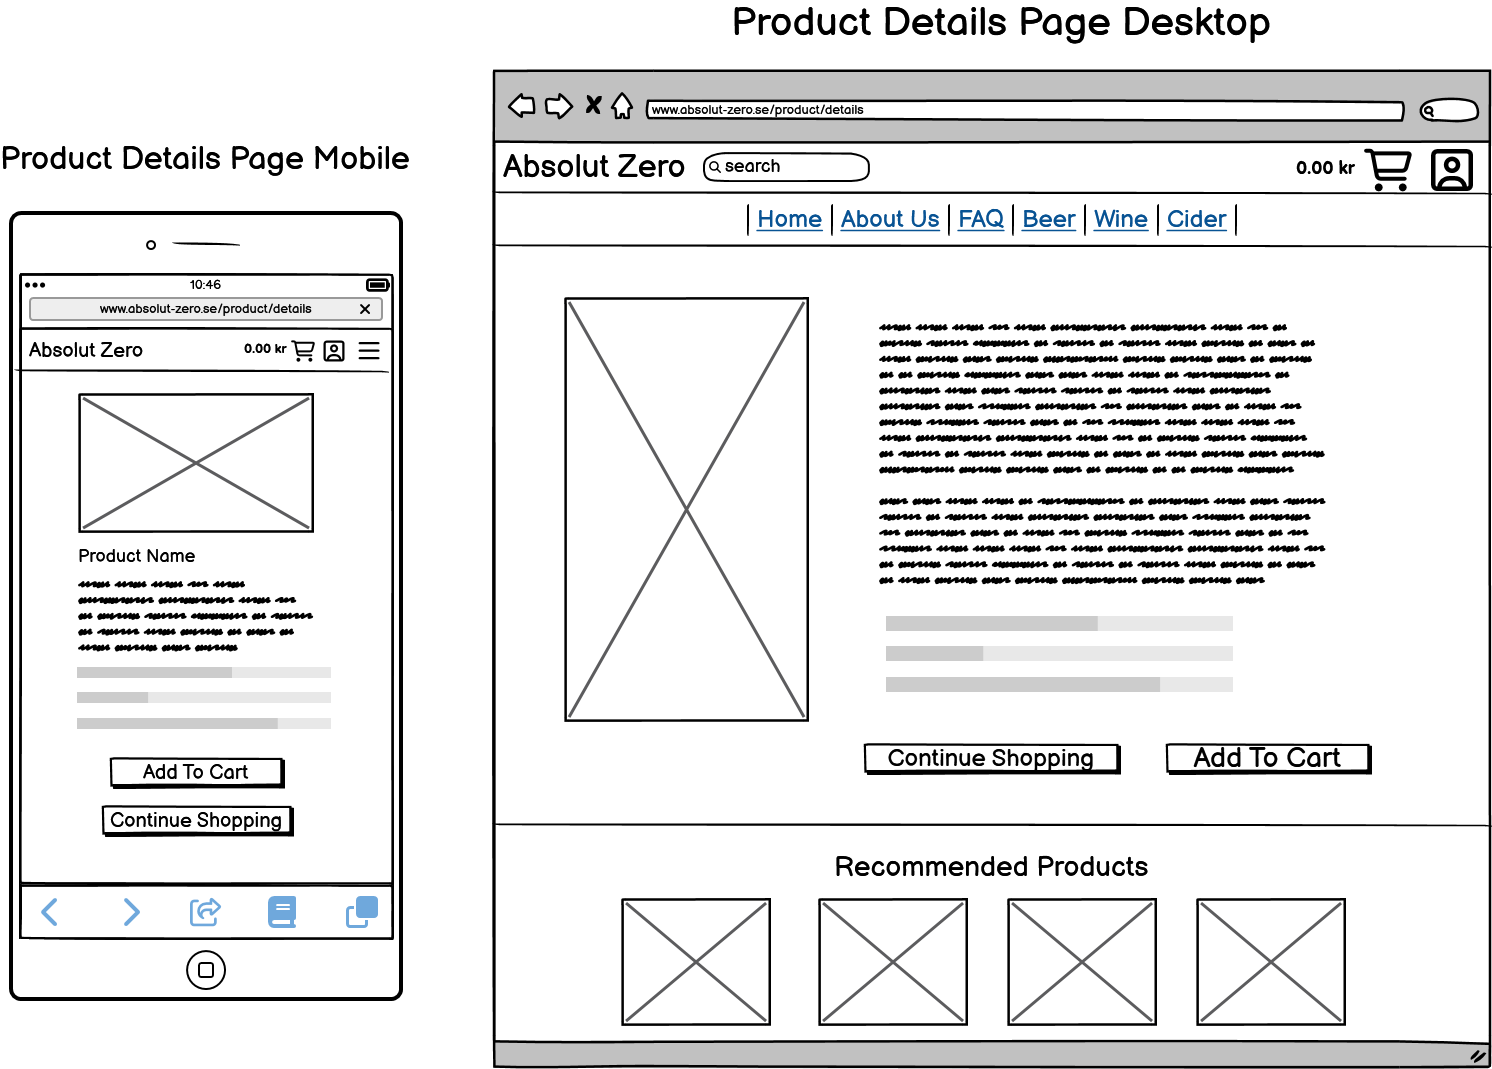 Product Details Page Desktop
www.absolut-zero.se/product/details
Absolut Zero
search
0.00 kr
Home
About Us
FAQ
Beer
Wine
Cider
Continue Shopping
Add To Cart
Recommended Products
Product Details Page Mobile
10:46
www.absolut-zero.se/product/details
Absolut Zero
0.00 kr
Product Name
Add To Cart
Continue Shopping